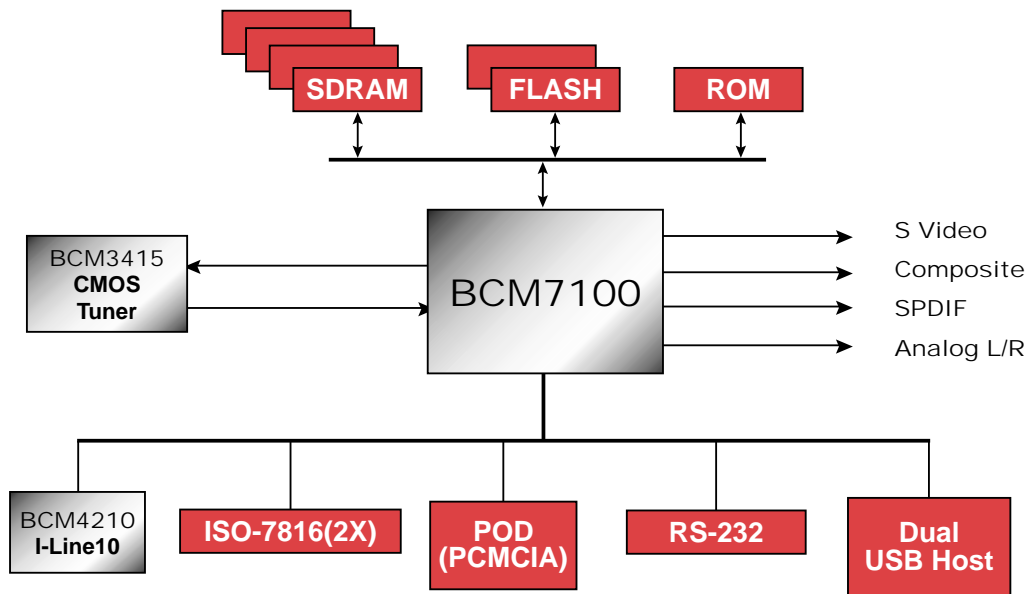 SDRAM
FLASH
ROM
BCM3415
CMOS
Tuner
BCM7100
S Video
Composite
SPDIF
Analog L/R
BCM4210
I-Line10
ISO-7816(2X)
POD
(PCMCIA)
RS-232
Dual
USB Host